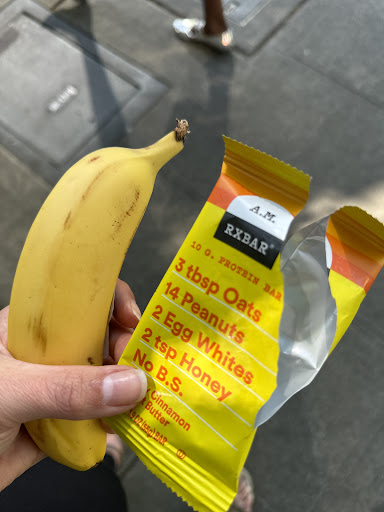 A.M.
RXBAR
10 G. PROTEIN BAR
3 tbsp Oats
14 Peanuts
2 Egg Whites
2 tsp Honey
No B.S.
Cinnamon
Butter